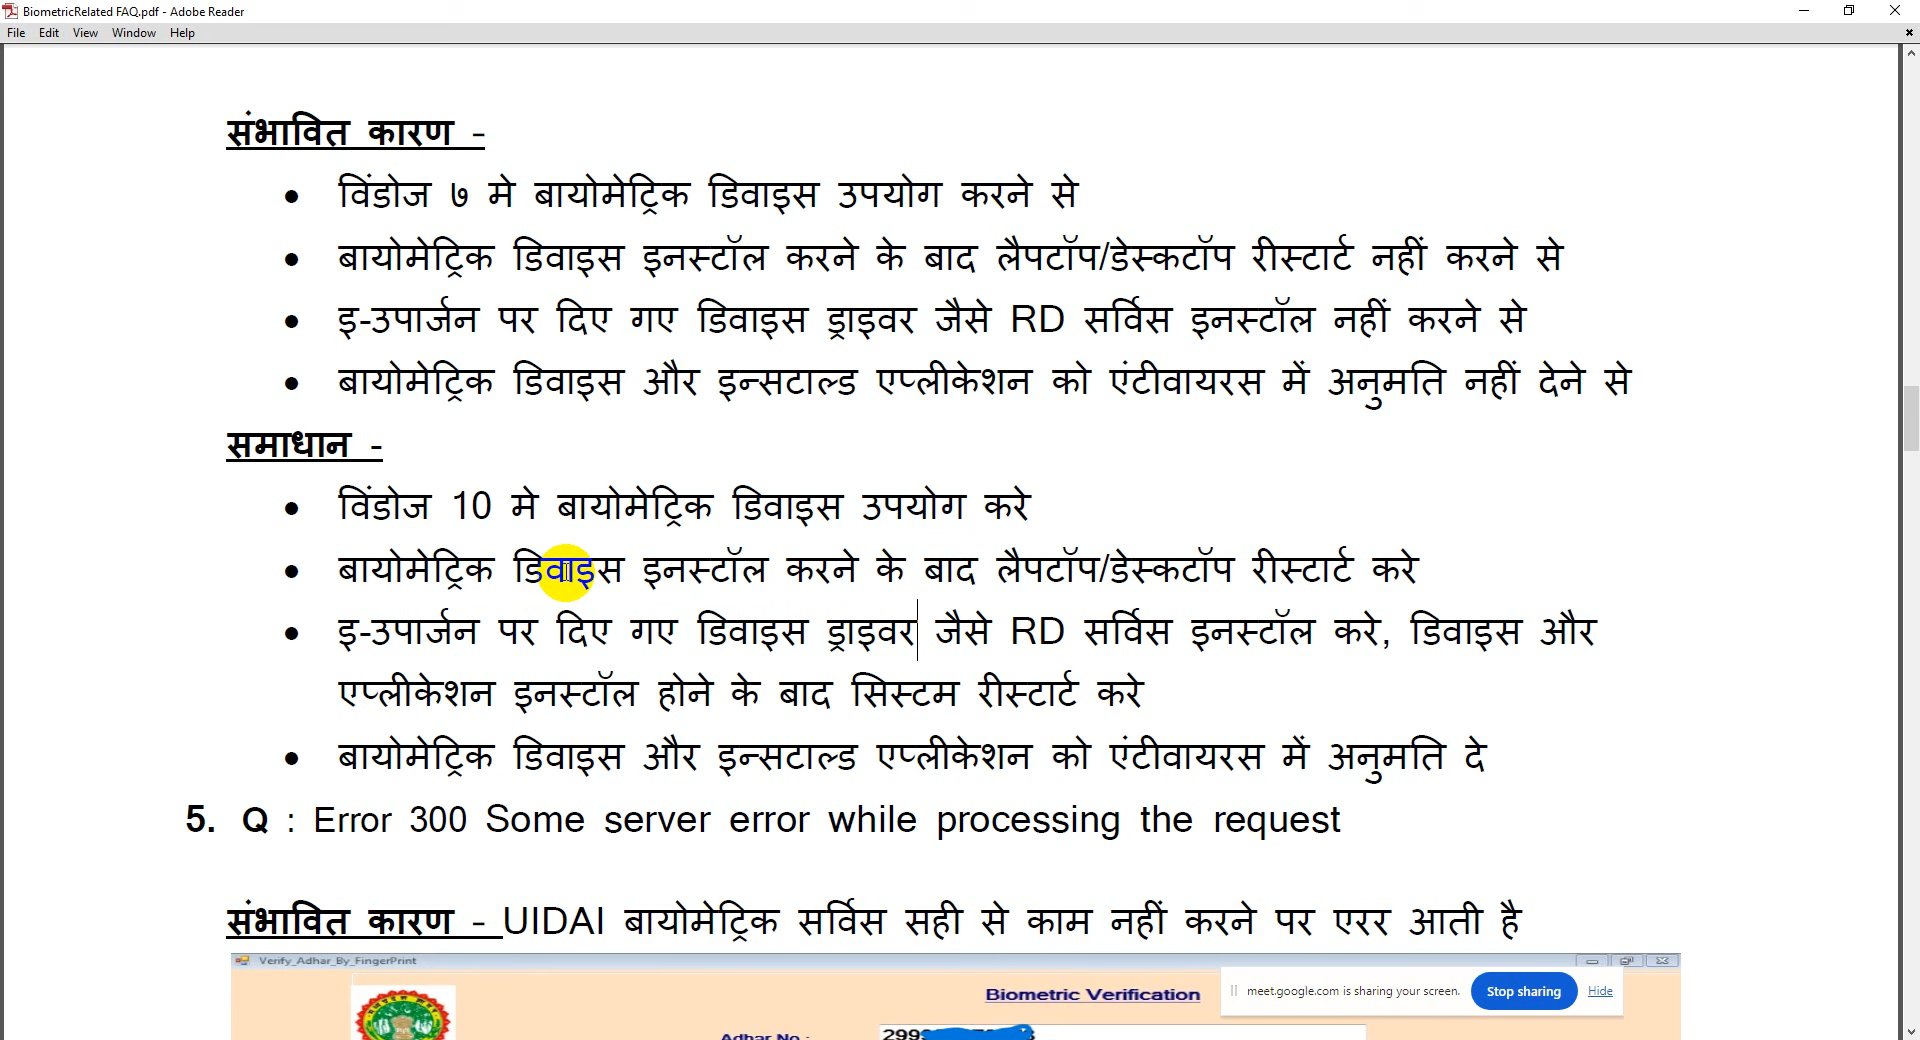 BiometricRelated FAQ.pdf - Adobe Reader
File Edit View Window Help
संभावित कारण -
• विंडोज ७ मे बायोमेट्रिक डिवाइस उपयोग करने से
• बायोमेट्रिक डिवाइस इनस्टॉल करने के बाद लैपटॉप/डेस्कटॉप रीस्टार्ट नहीं करने से
• इ-उपार्जन पर दिए गए डिवाइस ड्राइवर जैसे RD सर्विस इनस्टॉल नहीं करने से
• बायोमेट्रिक डिवाइस और इन्सटाल्ड एप्लीकेशन को एंटीवायरस में अनुमति नहीं देने से
समाधान -
• विंडोज 10 मे बायोमेट्रिक डिवाइस उपयोग करे
• बायोमेट्रिक डिवाइस इनस्टॉल करने के बाद लैपटॉप/डेस्कटॉप रीस्टार्ट करे
• इ-उपार्जन पर दिए गए डिवाइस ड्राइवर जैसे RD सर्विस इनस्टॉल करे, डिवाइस और
एप्लीकेशन इनस्टॉल होने के बाद सिस्टम रीस्टार्ट करे
• बायोमेट्रिक डिवाइस और इन्सटाल्ड एप्लीकेशन को एंटीवायरस में अनुमति दे
5. Q : Error 300 Some server error while processing the request
संभावित कारण - UIDAI बायोमेट्रिक सर्विस सही से काम नहीं करने पर एरर आती है
Verify_Adhar_By_FingerPrint
Biometric Verification
meet.google.com is sharing your screen. Stop sharing Hide
Adhar No :